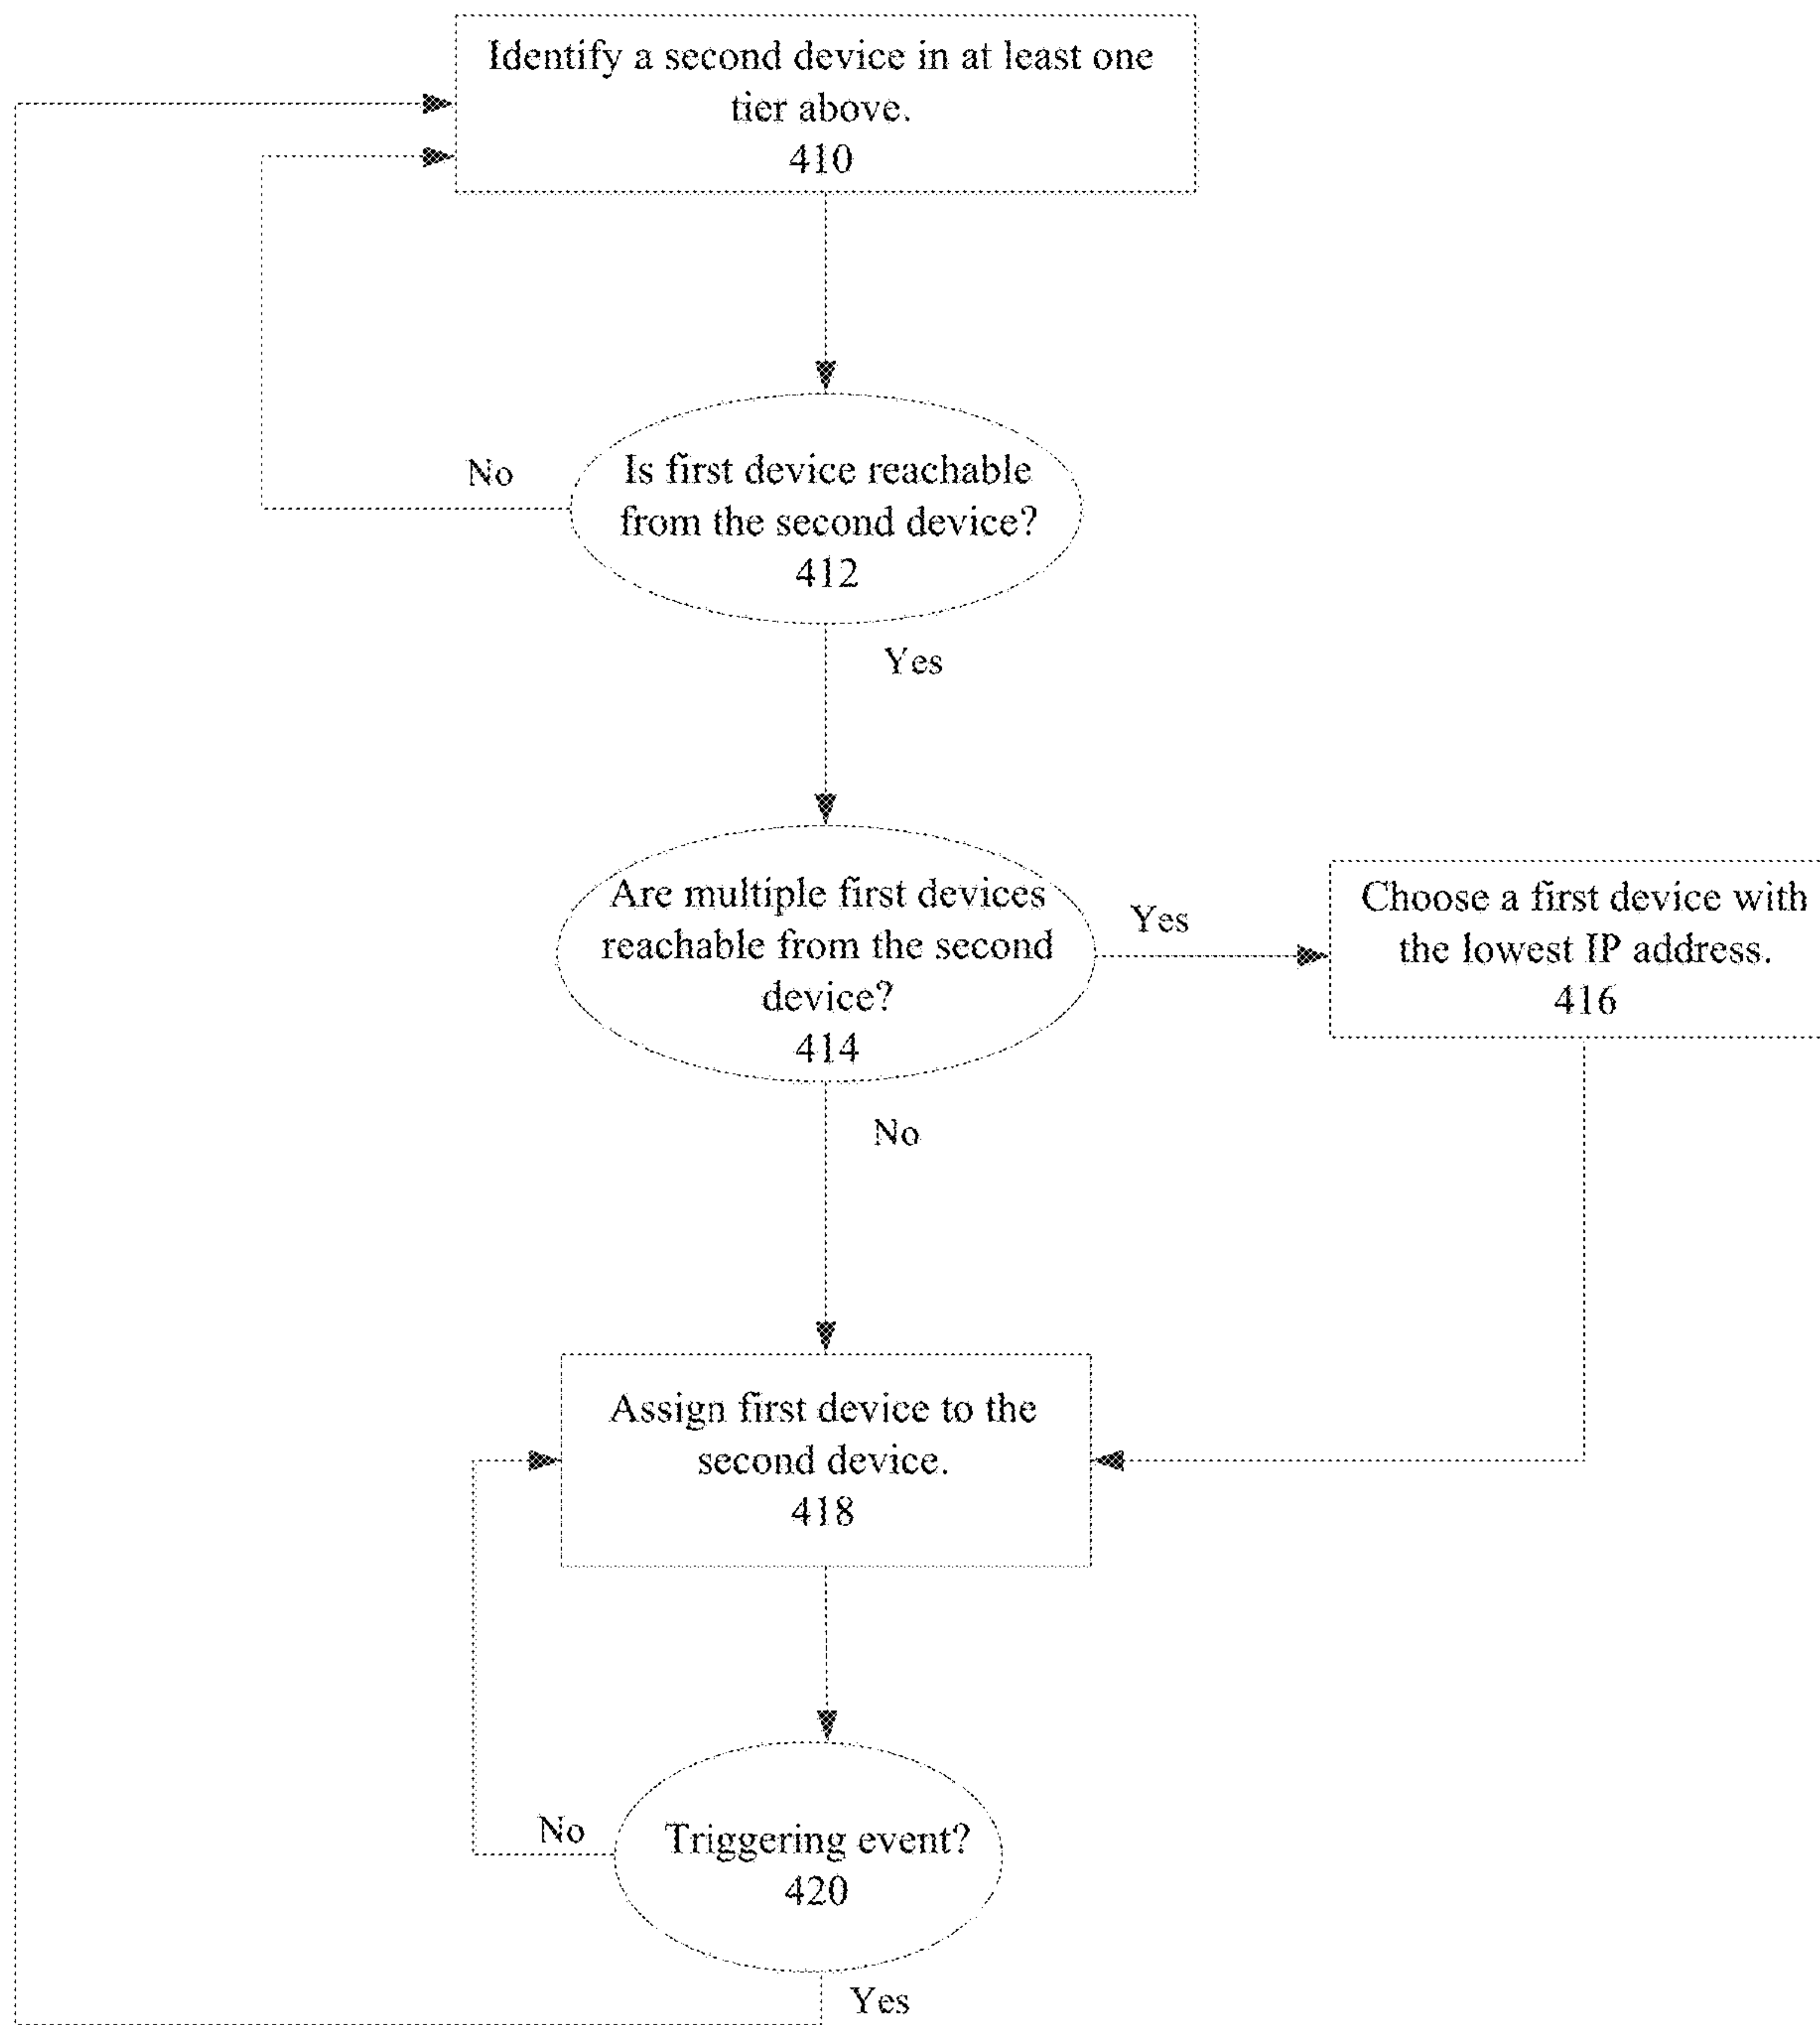 Identify a second device in at least one
tier above.
410
No
Is first device reachable
from the second device?
412
Yes
Are multiple first devices
reachable from the second
device?
414
Yes
Choose a first device with
the lowest IP address.
416
No
Assign first device to the
second device.
418
No
Triggering event?
420
Yes